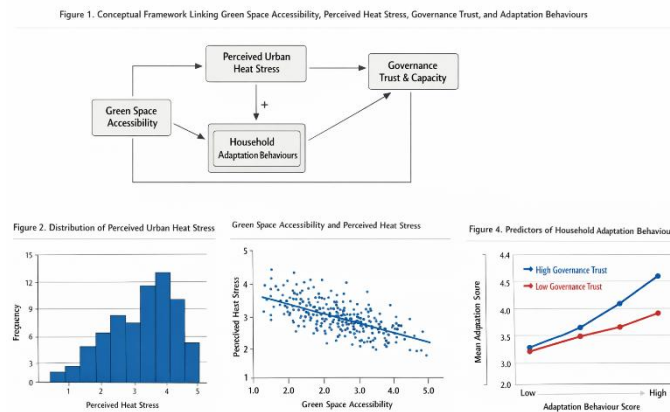 Figure 1. Conceptual Framework Linking Green Space Accessibility, Perceived Heat Stress, Governance Trust, and Adaptation Behaviours
Perceived Urban
Heat Stress
Governance
Trust & Capacity
+
Green Space
Accessibility
Household
Adaptation Behaviours
Figure 2. Distribution of Perceived Urban Heat Stress
15
12
9
6
3
0
Frequency
1 2 3 4 5
Perceived Heat Stress
Green Space Accessibility and Perceived Heat Stress
5
4
3
2
1
Perceived Heat Stress
1.0 2.0 2.0 3.0 4.0 5.0
Green Space Accessibility
Figure 4. Predictors of Household Adaptation Behaviou
4.4
4.5
4.0
3.5
3.0
2.0
Mean Adaptation Score
High Governance Trust
Low Governance Trust
Low High
Adaptation Behaviour Score